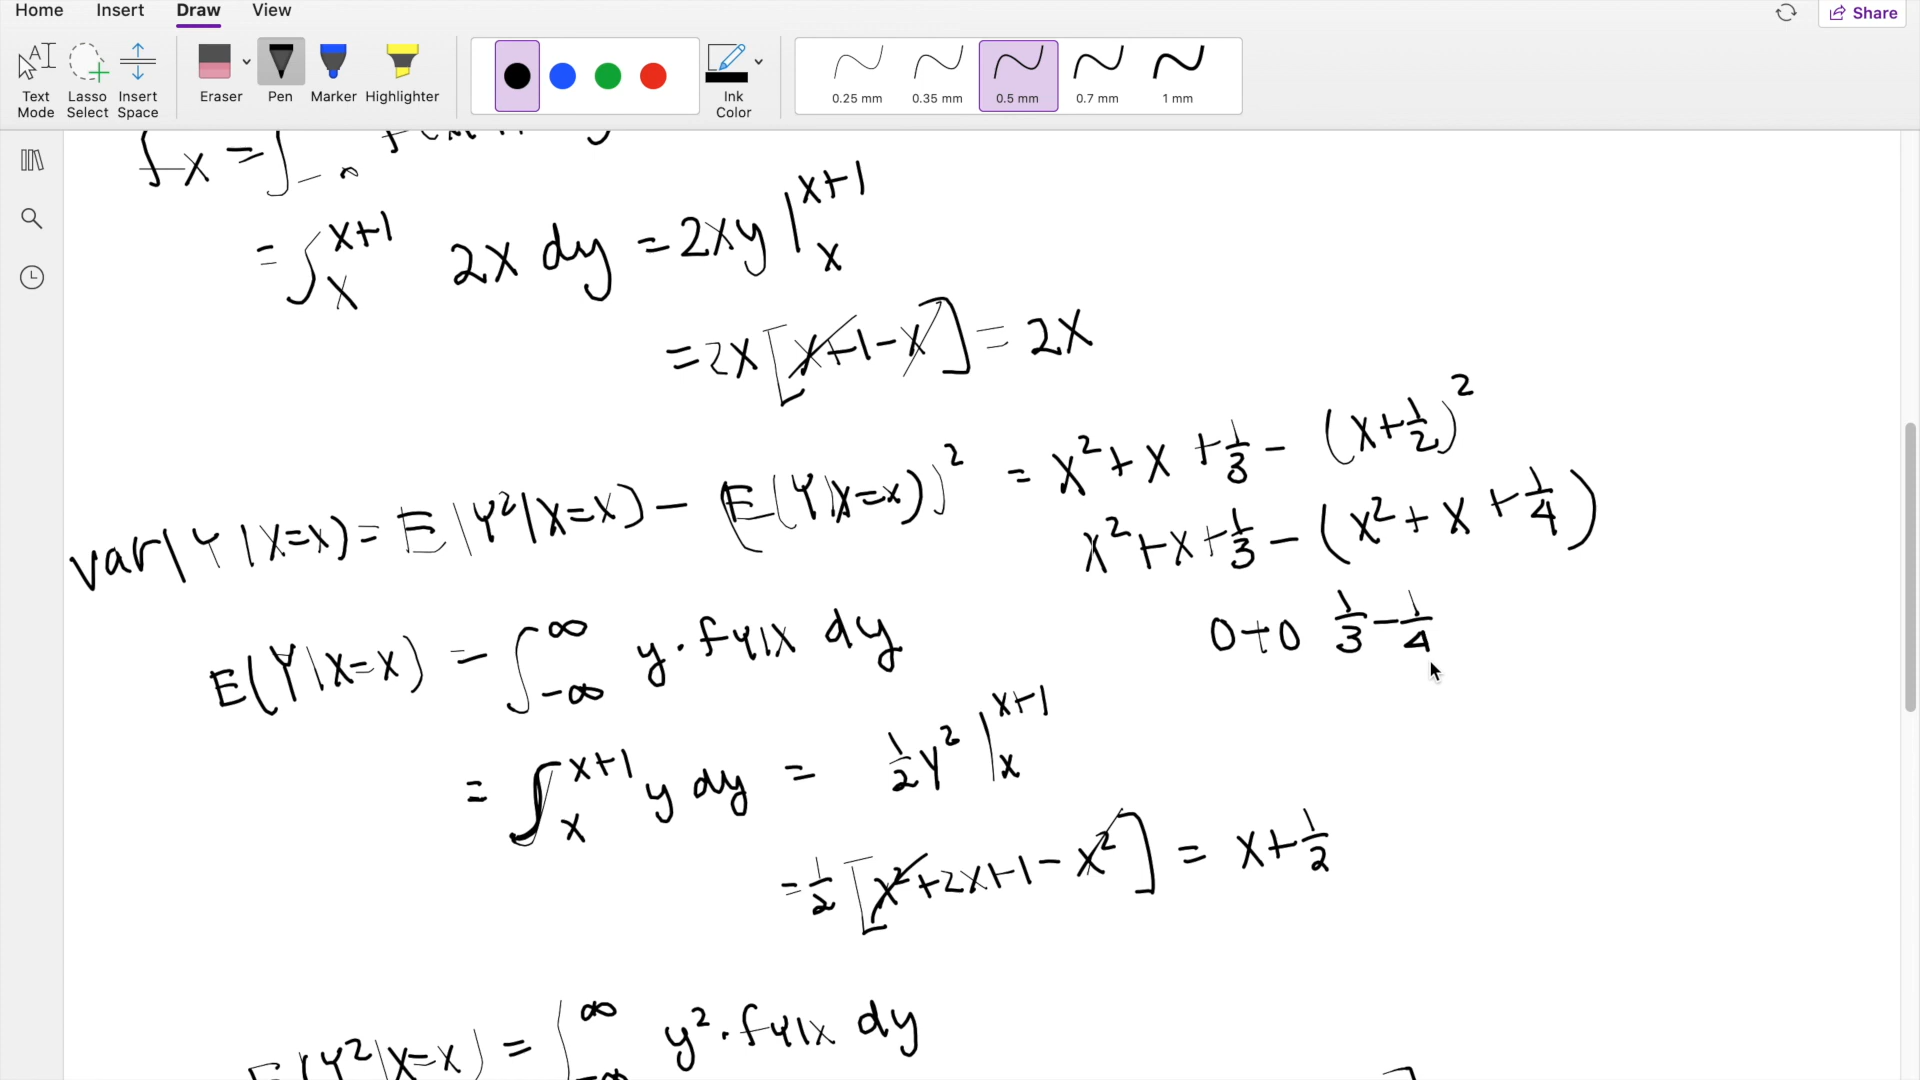 Home Insert Draw View Share
Text Mode Lasso Select Insert Space Eraser Pen Marker Highlighter Ink Color 0.25 mm 0.35 mm 0.5 mm 0.7 mm 1 mm
fx = ∫ -∞
= ∫_x^{x+1} 2x dy = 2xy |_x^{x+1}
= 2x [x+1-x] = 2x
var(Y|X=x) = E(Y²|X=x) - (E(Y|X=x))² = x²+x+1/3 - (x+1/2)²
x²+x+1/3 - (x²+x+1/4)
0+0 1/3-1/4
E(Y|X=x) = ∫_{-∞}^{∞} y·fY|X dy
= ∫_x^{x+1} y dy = 1/2 y² |_x^{x+1}
= 1/2 [x²+2x+1-x²] = x+1/2
E(Y²|X=x) = ∫_{-∞}^{∞} y²·fY|X dy